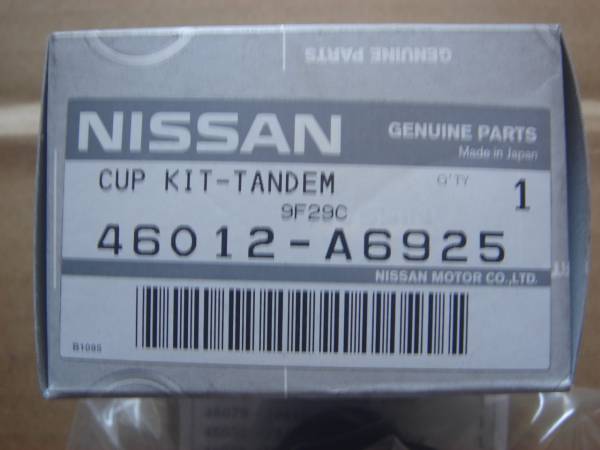 GENUINE PARTS
NISSAN GENUINE PARTS
Made in Japan
CUP KIT-TANDEM Q'TY 1
9F29C
46012-A6925
NISSAN MOTOR CO.,LTD.
B1095